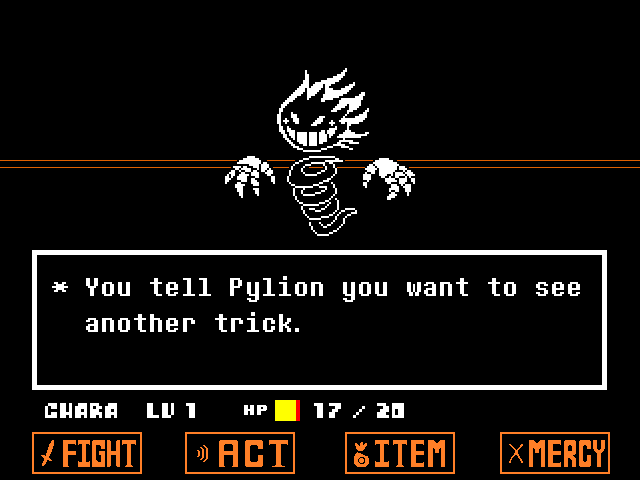 * You tell Pylion you want to see
another trick.
CHARA LV 1 HP 17 / 20
FIGHT ACT ITEM MERCY